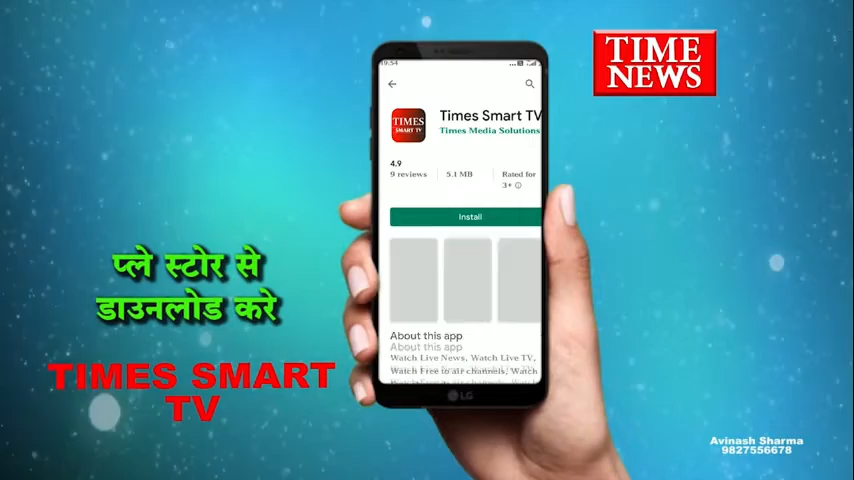 TIME
NEWS
19:54
Times Smart TV
Times Media Solutions
TIMES
SMART TV
4.9
9 reviews
5.1 MB
Rated for
3+
Install
About this app
About this app
Watch Live News, Watch Live TV,
Watch Free to air channels, Watch
LG
प्ले स्टोर से
डाउनलोड करे
TIMES SMART
TV
Avinash Sharma
9827556678